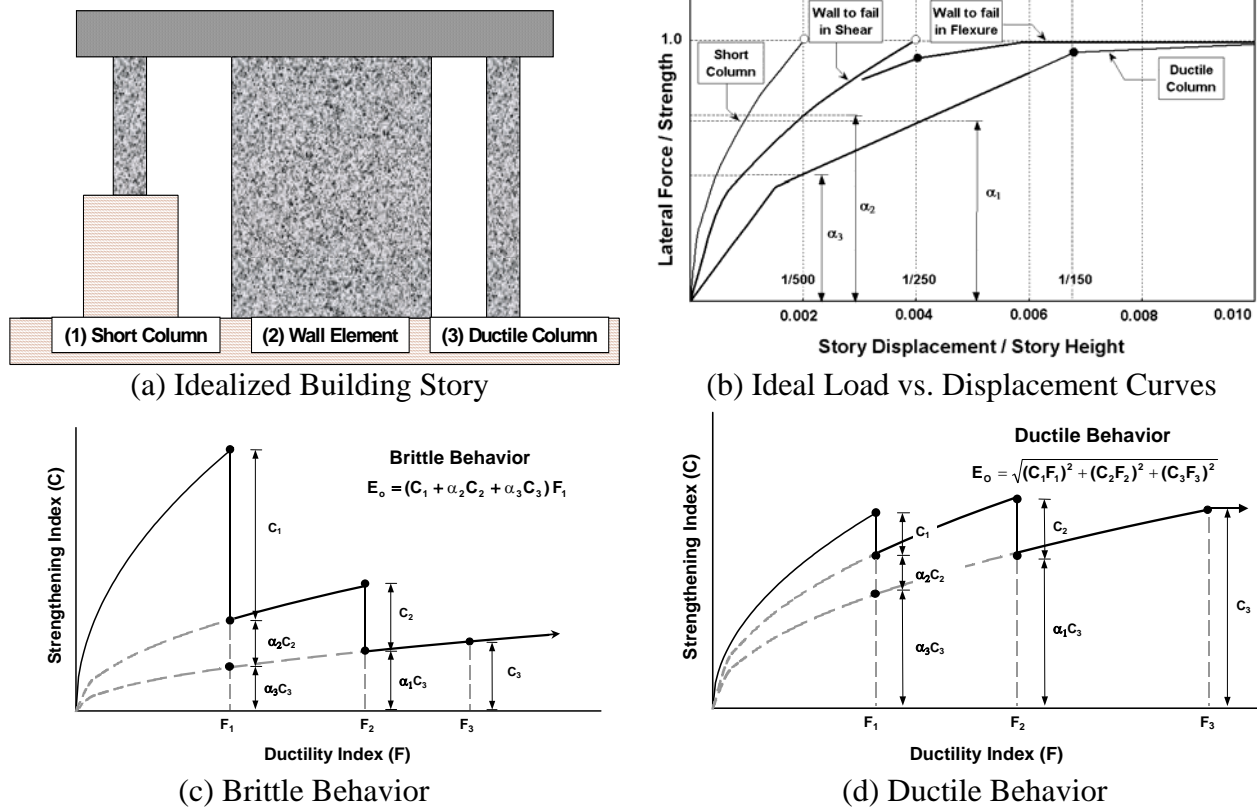 (1) Short Column
(2) Wall Element
(3) Ductile Column
(a) Idealized Building Story
Lateral Force / Strength
1.0
Short
Column
Wall to fail
in Shear
Wall to fail
in Flexure
Ductile
Column
α3
α2
α1
1/500
1/250
1/150
0.002
0.004
0.006
0.008
0.010
Story Displacement / Story Height
(b) Ideal Load vs. Displacement Curves
Strengthening Index (C)
Brittle Behavior
Eo = (C1 + α2C2 + α3C3) F1
C1
α2C2
α3C3
C2
α1C3
C3
F1
F2
F3
Ductility Index (F)
(c) Brittle Behavior
Strengthening Index (C)
Ductile Behavior
Eo = √(C1F1)² + (C2F2)² + (C3F3)²
C1
α2C2
α3C3
C2
α1C3
C3
F1
F2
F3
Ductility Index (F)
(d) Ductile Behavior